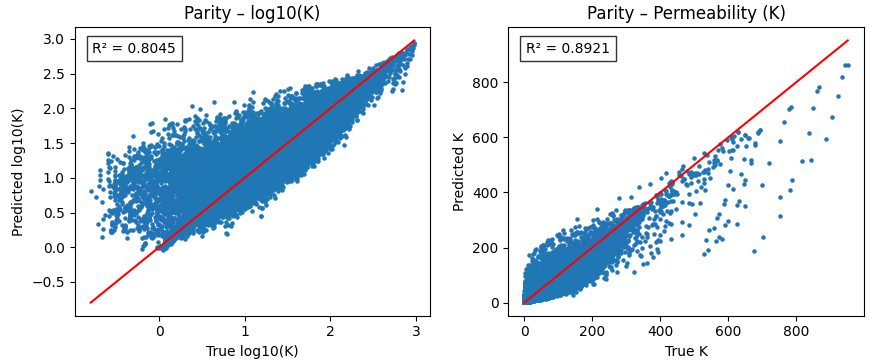 Parity – log10(K)
R² = 0.8045
Predicted log10(K)
3.0
2.5
2.0
1.5
1.0
0.5
0.0
−0.5
0
1
2
3
True log10(K)
Parity – Permeability (K)
R² = 0.8921
Predicted K
800
600
400
200
0
0
200
400
600
800
True K